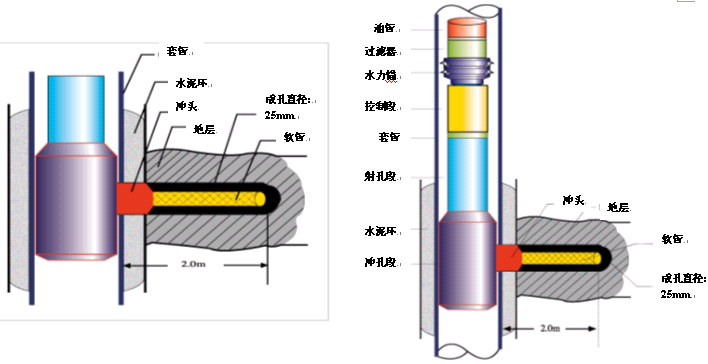 套管
水泥环
冲头
地层
成孔直径:
25mm
软管
2.0m
油管
过滤器
水力锚
控制段
套管
射孔段
水泥环
冲孔段
冲头
地层
软管
成孔直径:
25mm
2.0m